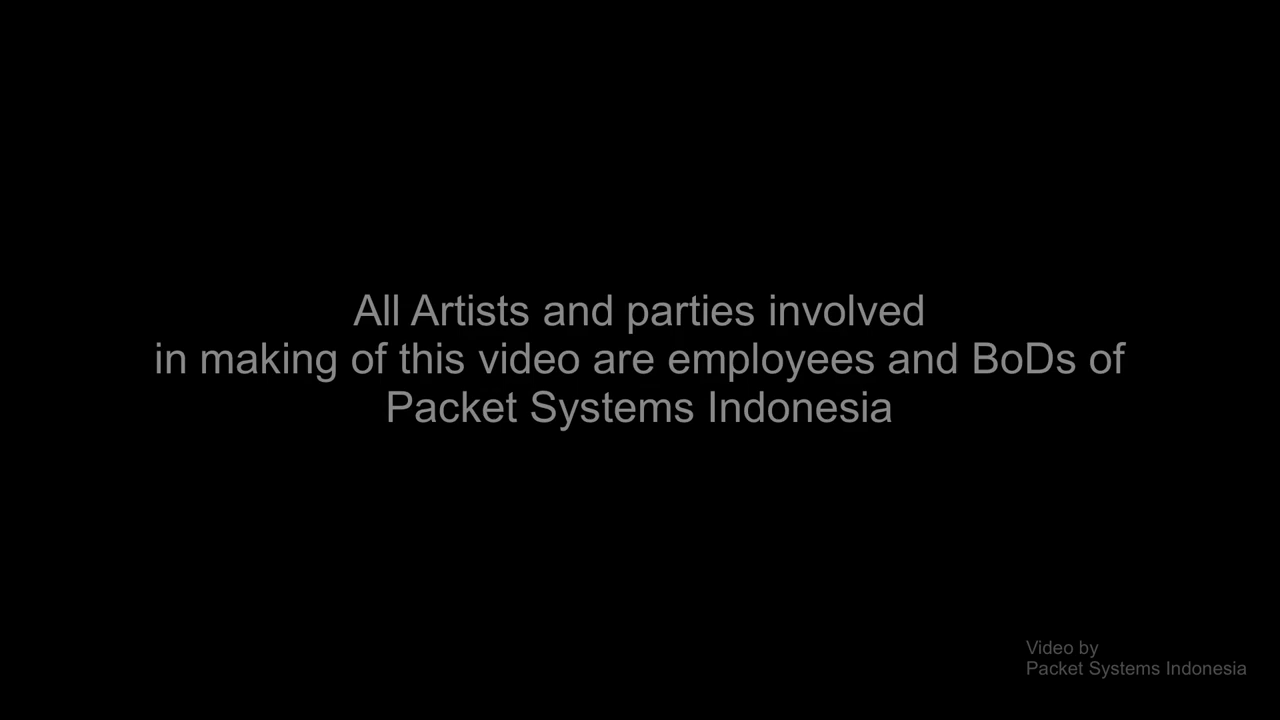 All Artists and parties involved
in making of this video are employees and BoDs of
Packet Systems Indonesia
Video by
Packet Systems Indonesia